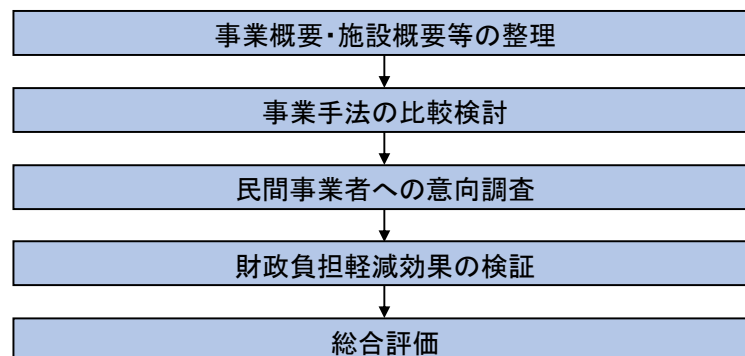 事業概要・施設概要等の整理
事業手法の比較検討
民間事業者への意向調査
財政負担軽減効果の検証
総合評価